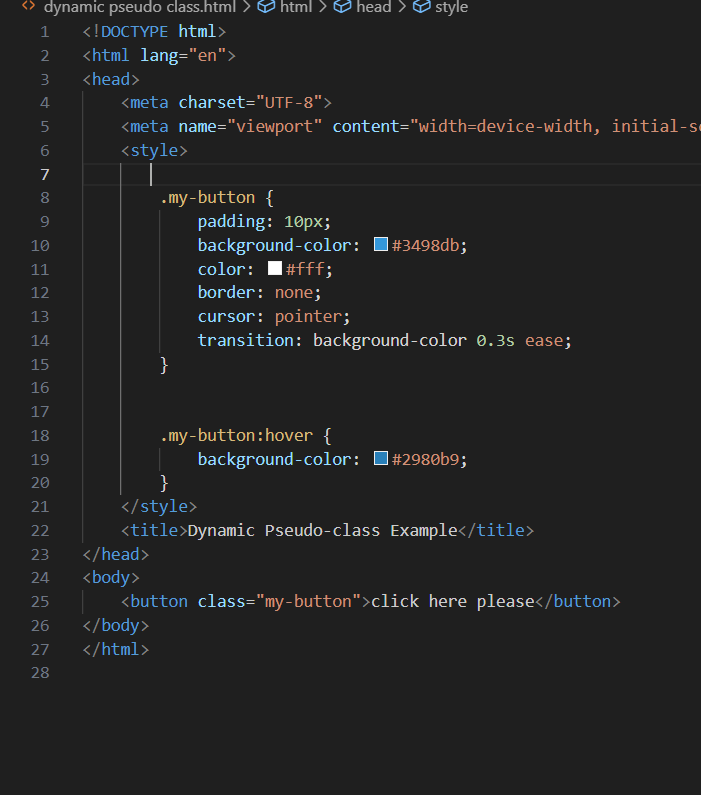 dynamic pseudo class.html > html > head > style
1 <!DOCTYPE html>
2 <html lang="en">
3 <head>
4     <meta charset="UTF-8">
5     <meta name="viewport" content="width=device-width,
6     <style>
7
8         .my-button {
9             padding: 10px;
10             background-color: #3498db;
11             color: #fff;
12             border: none;
13             cursor: pointer;
14             transition: background-color 0.3s ease;
15         }
16
17
18         .my-button:hover {
19             background-color: #2980b9;
20         }
21     </style>
22     <title>Dynamic Pseudo-class Example</title>
23 </head>
24 <body>
25     <button class="my-button">click here please</button>
26 </body>
27 </html>
28